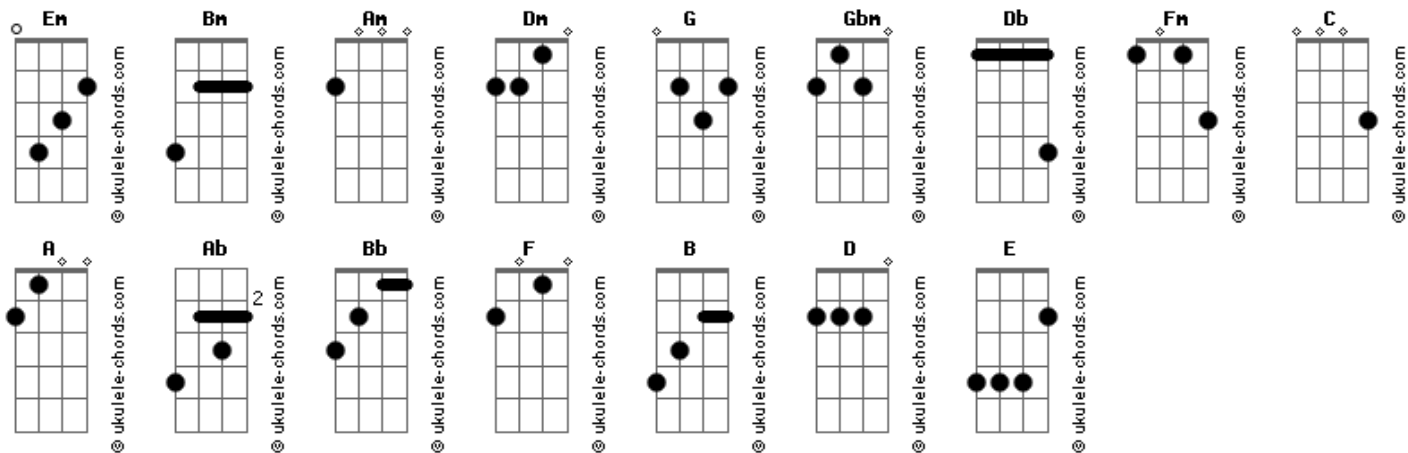 Em Bm Am Dm G Gbm Db Fm C
© ukulele-chords.com © ukulele-chords.com © ukulele-chords.com © ukulele-chords.com © ukulele-chords.com © ukulele-chords.com © ukulele-chords.com © ukulele-chords.com © ukulele-chords.com
A Ab Bb F B D E
2
© ukulele-chords.com © ukulele-chords.com © ukulele-chords.com © ukulele-chords.com © ukulele-chords.com © ukulele-chords.com © ukulele-chords.com